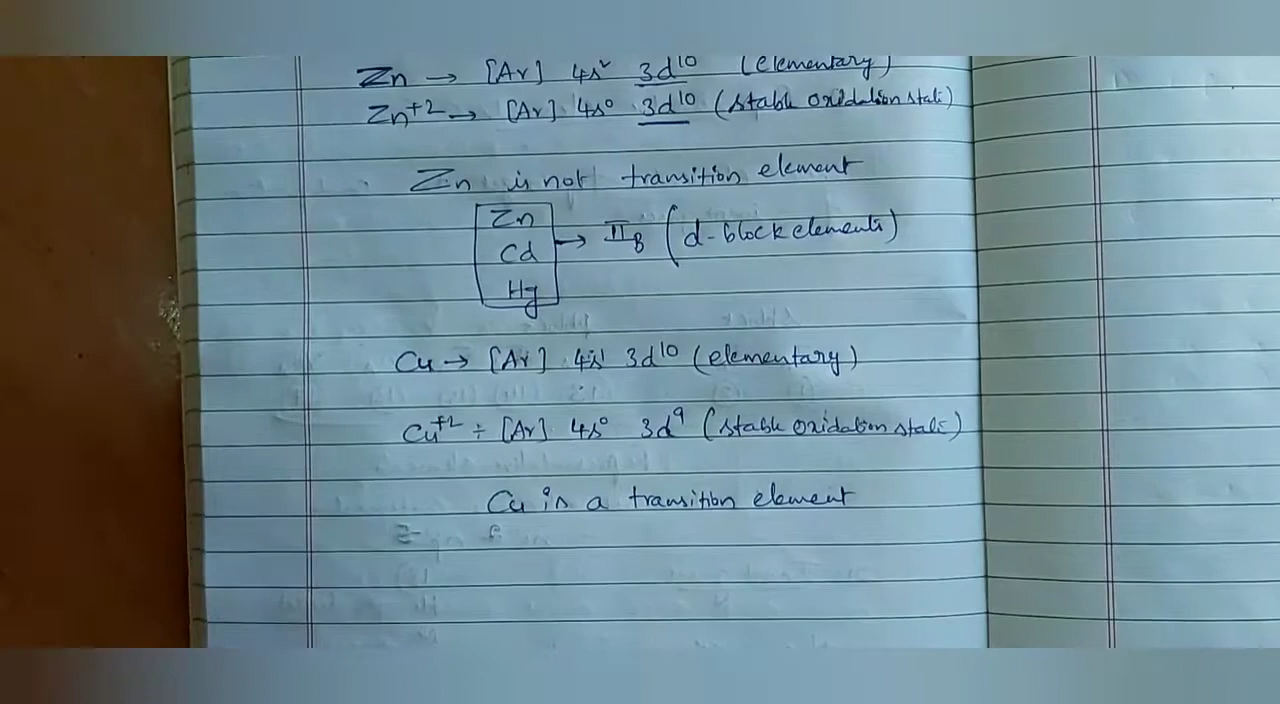 Zn → [Ar] 4s² 3d¹⁰ (elementary)
Zn⁺² → [Ar] 4s⁰ 3d¹⁰ (stable oxidation state)
Zn is not transition element
Zn
Cd → II B (d-block elements)
Hg
Cu → [Ar] 4s¹ 3d¹⁰ (elementary)
Cu⁺² ÷ [Ar] 4s⁰ 3d⁹ (stable oxidation state)
Cu is a transition element